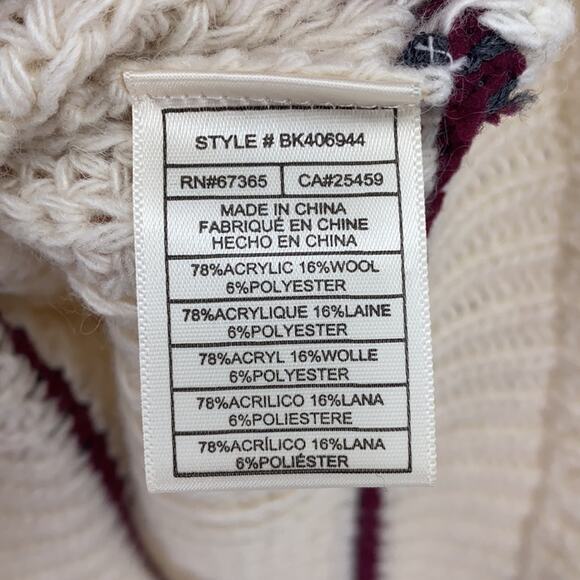 STYLE # BK406944
RN#67365 CA#25459
MADE IN CHINA
FABRIQUÉ EN CHINE
HECHO EN CHINA
78%ACRYLIC 16%WOOL
6%POLYESTER
78%ACRYLIQUE 16%LAINE
6%POLYESTER
78%ACRYL 16%WOLLE
6%POLYESTER
78%ACRILICO 16%LANA
6%POLIESTERE
78%ACRÍLICO 16%LANA
6%POLIÉSTER